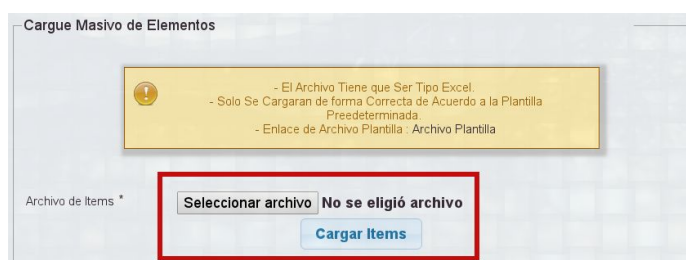 Cargue Masivo de Elementos
- El Archivo Tiene que Ser Tipo Excel.
- Solo Se Cargaran de forma Correcta de Acuerdo a la Plantilla
Preedeterminada.
- Enlace de Archivo Plantilla : Archivo Plantilla
Archivo de Items * Seleccionar archivo No se eligió archivo
Cargar Items